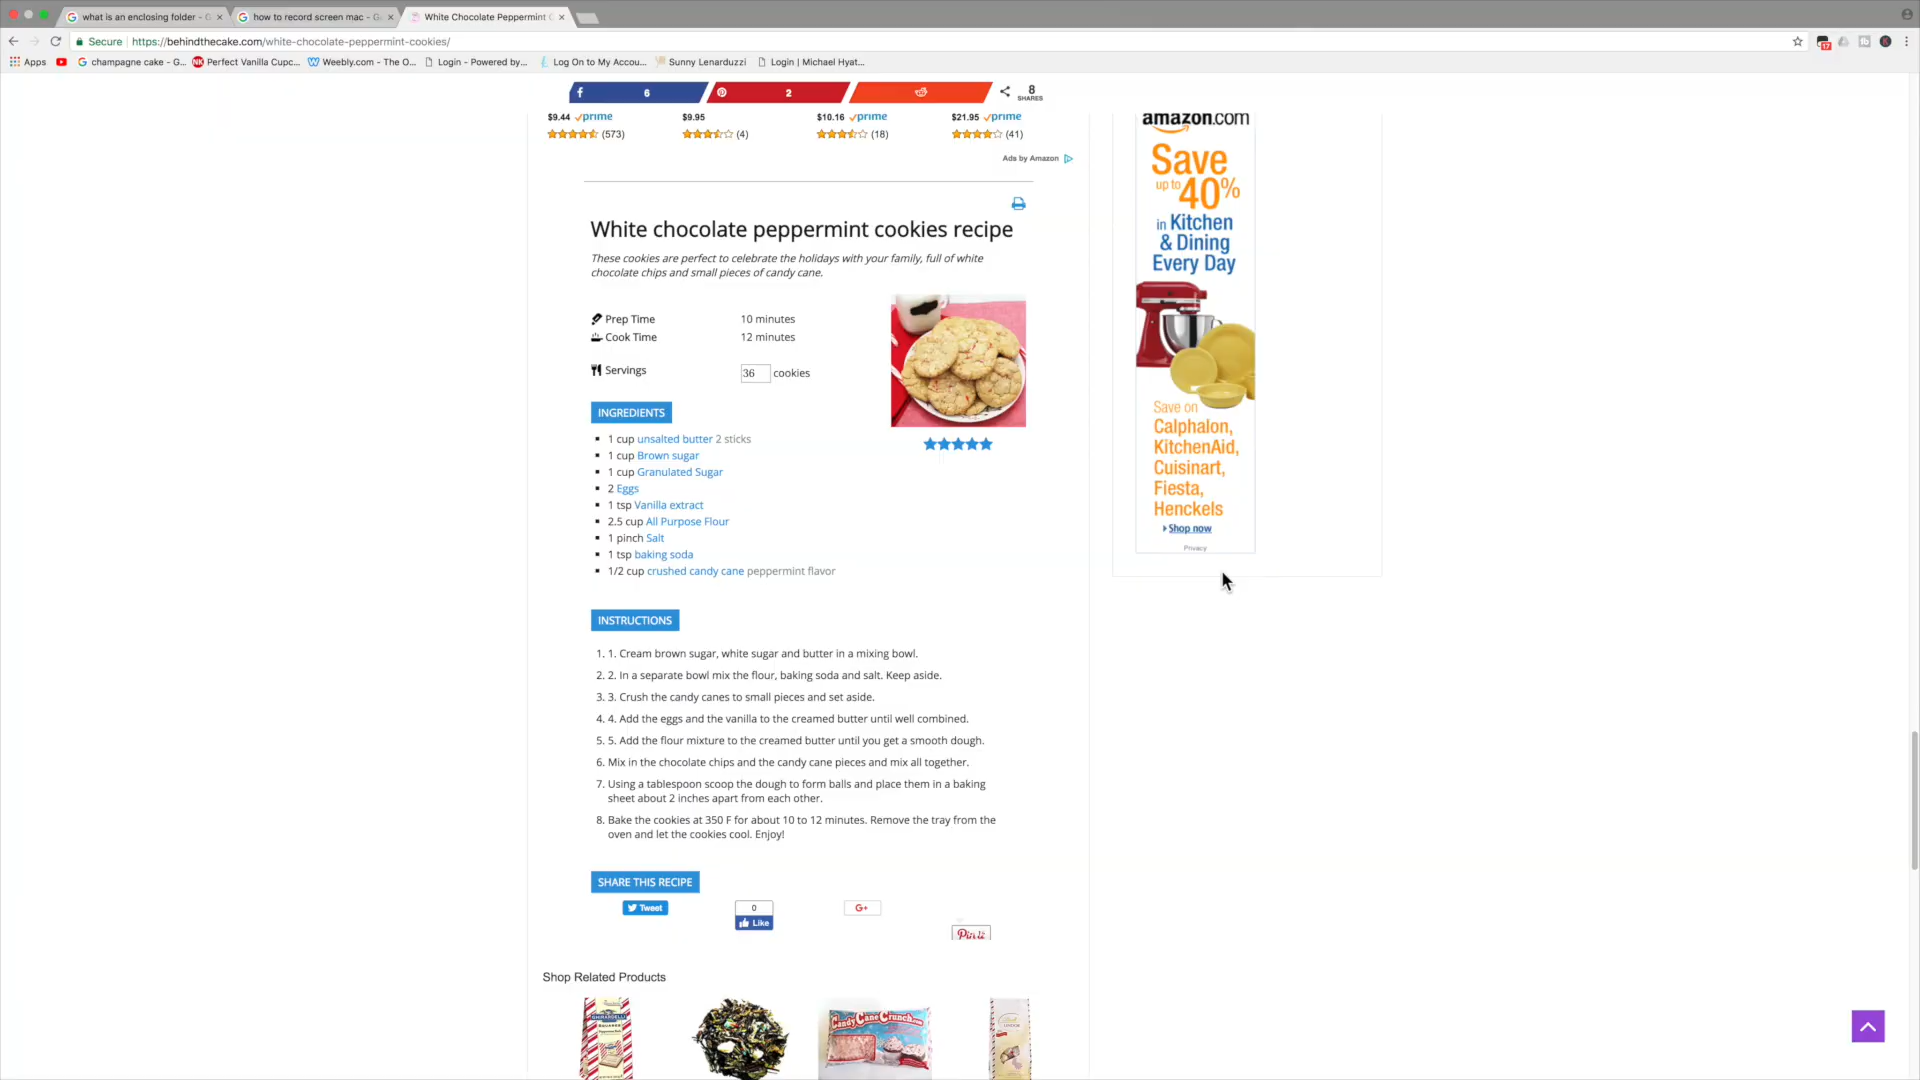 what is an enclosing folder - G
how to record screen mac - G
White Chocolate Peppermint C
Secure
https://behindthecake.com/white-chocolate-peppermint-cookies/
17
Apps
champagne cake - G...
Perfect Vanilla Cupc...
Weebly.com - The O...
Login - Powered by...
Log On to My Accou...
Sunny Lenarduzzi
Login | Michael Hyat...
6
2
8
SHARES
$9.44 prime
$9.95
$10.16 prime
$21.95 prime
(573)
(4)
(18)
(41)
Ads by Amazon
White chocolate peppermint cookies recipe
These cookies are perfect to celebrate the holidays with your family, full of white
chocolate chips and small pieces of candy cane.
Prep Time 10 minutes
Cook Time 12 minutes
Servings 36 cookies
INGREDIENTS
1 cup unsalted butter 2 sticks
1 cup Brown sugar
1 cup Granulated Sugar
2 Eggs
1 tsp Vanilla extract
2.5 cup All Purpose Flour
1 pinch Salt
1 tsp baking soda
1/2 cup crushed candy cane peppermint flavor
INSTRUCTIONS
1. 1. Cream brown sugar, white sugar and butter in a mixing bowl.
2. 2. In a separate bowl mix the flour, baking soda and salt. Keep aside.
3. 3. Crush the candy canes to small pieces and set aside.
4. 4. Add the eggs and the vanilla to the creamed butter until well combined.
5. 5. Add the flour mixture to the creamed butter until you get a smooth dough.
6. Mix in the chocolate chips and the candy cane pieces and mix all together.
7. Using a tablespoon scoop the dough to form balls and place them in a baking
sheet about 2 inches apart from each other.
8. Bake the cookies at 350 F for about 10 to 12 minutes. Remove the tray from the
oven and let the cookies cool. Enjoy!
SHARE THIS RECIPE
Tweet
0
Like
G+
Pin it
Shop Related Products
GHIRARDELLI
SQUARES
CandyCaneCrunch.com
amazon.com
Save
up to 40%
in Kitchen
& Dining
Every Day
Save on
Calphalon,
KitchenAid,
Cuisinart,
Fiesta,
Henckels
Shop now
Privacy